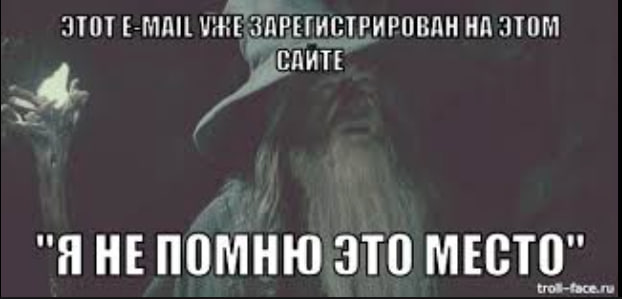 ЭТОТ E-MAIL УЖЕ ЗАРЕГИСТРИРОВАН НА ЭТОМ
САЙТЕ
"Я НЕ ПОМНЮ ЭТО МЕСТО"
troll-face.ru